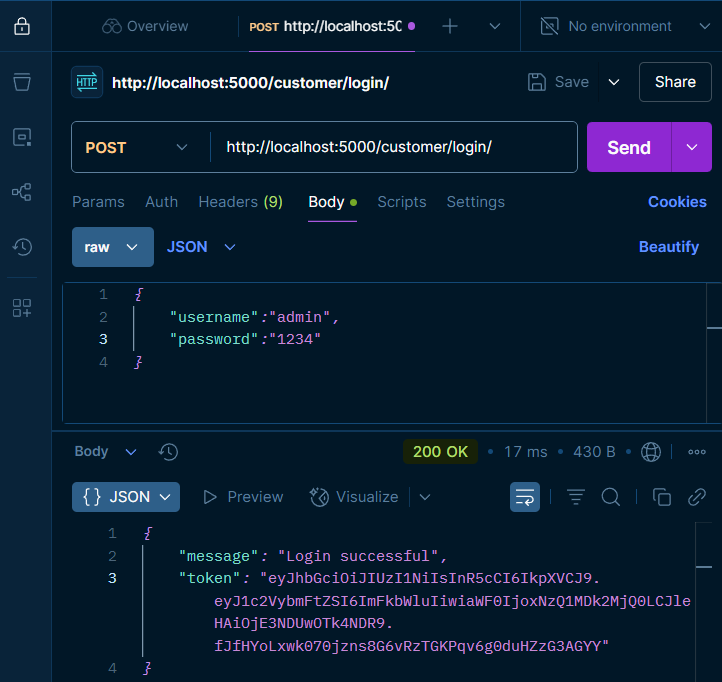 Overview
POST http://localhost:50
No environment
HTTP
http://localhost:5000/customer/login/
Save
Share
POST
http://localhost:5000/customer/login/
Send
Params
Auth
Headers (9)
Body
Scripts
Settings
Cookies
raw
JSON
Beautify
1 {
2 "username":"admin",
3 "password":"1234"
4 }
Body
200 OK • 17 ms • 430 B •
{} JSON
Preview
Visualize
1 {
2 "message": "Login successful",
3 "token": "eyJhbGciOiJIUzI1NiIsInR5cCI6IkpXVCJ9.
eyJ1c2VybmFtZSI6ImFkbWluIiwiaWF0IjoxNzQ1MDk2MjQ0LCJle
HAiOjE3NDUwOTk4NDR9.
fJfHYoLxwk070jzns8G6vRzTGKPqv6g0duHZzG3AGYY"
4 }